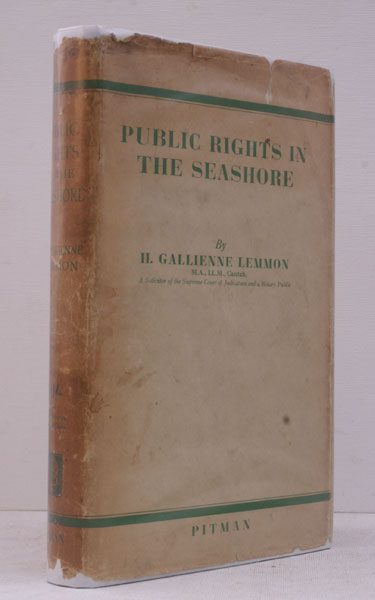 PUBLIC RIGHTS IN
THE SEASHORE
By
H. GALLIENNE LEMMON
M.A., LL.M., Cantab.
A Solicitor of the Supreme Court of Judicature and a Notary Public
PITMAN